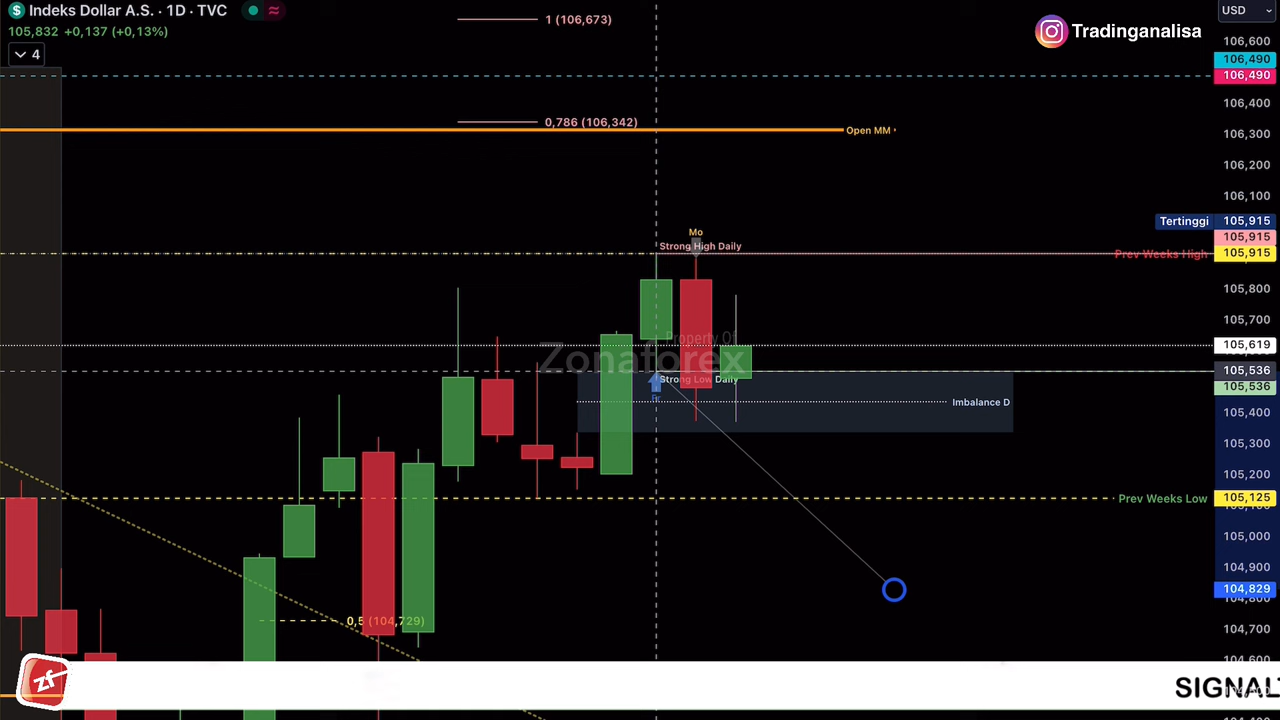 $ Indeks Dollar A.S. · 1D · TVC
105,832 +0,137 (+0,13%)
4
1 (106,673)
Tradinganalisa
USD
106,600
106,490
106,490
106,400
0,786 (106,342)
Open MM
106,300
106,200
106,100
Tertinggi 105,915
Mo
105,915
Strong High Daily
Prev Weeks High 105,915
105,800
105,700
Property Of
105,619
Zonaforex
105,536
Strong Low Daily
105,536
Imbalance D
105,400
105,300
105,200
Prev Weeks Low 105,125
105,000
104,900
104,829
0,5 (104,729)
104,700
zf
SIGNAL